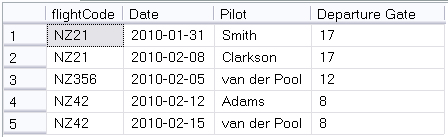 flightCode Date Pilot Departure Gate
1 NZ21 2010-01-31 Smith 17
2 NZ21 2010-02-08 Clarkson 17
3 NZ356 2010-02-05 van der Pool 12
4 NZ42 2010-02-12 Adams 8
5 NZ42 2010-02-15 van der Pool 8